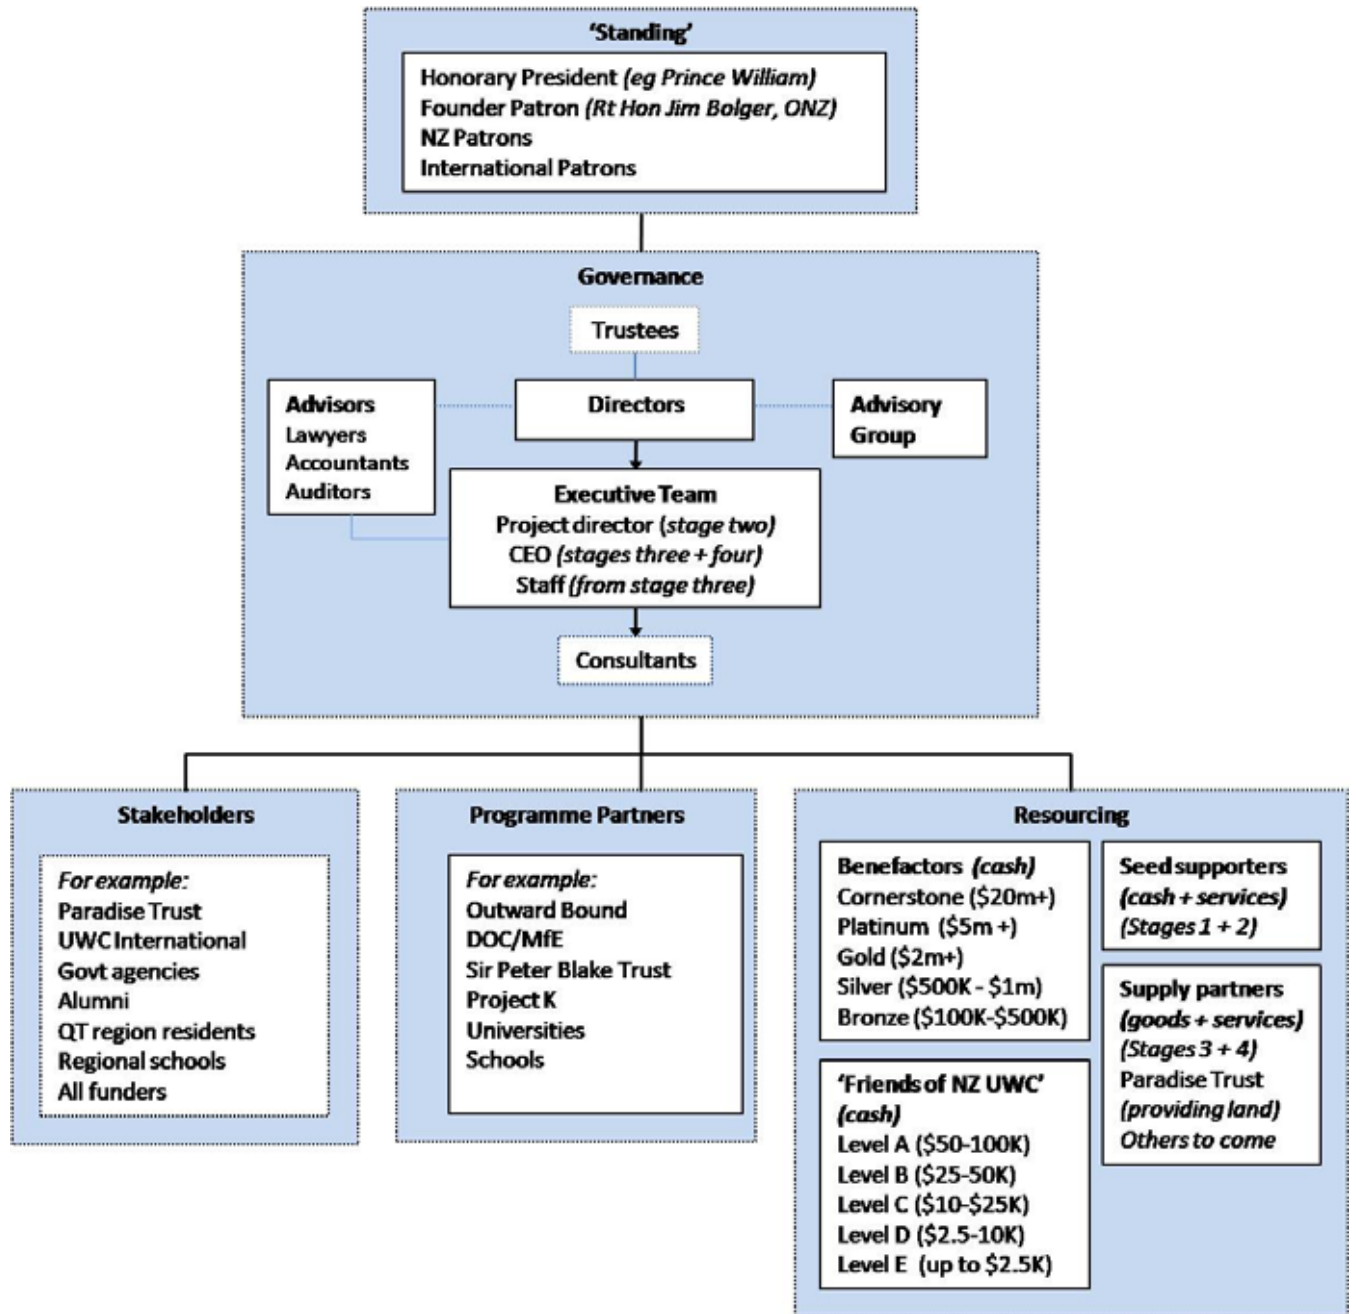 ‘Standing’
Honorary President (eg Prince William)
Founder Patron (Rt Hon Jim Bolger, ONZ)
NZ Patrons
International Patrons
Governance
Trustees
Advisors
Lawyers
Accountants
Auditors
Directors
Advisory
Group
Executive Team
Project director (stage two)
CEO (stages three + four)
Staff (from stage three)
Consultants
Stakeholders
For example:
Paradise Trust
UWC International
Govt agencies
Alumni
QT region residents
Regional schools
All funders
Programme Partners
For example:
Outward Bound
DOC/MfE
Sir Peter Blake Trust
Project K
Universities
Schools
Resourcing
Benefactors (cash)
Cornerstone ($20m+)
Platinum ($5m +)
Gold ($2m+)
Silver ($500K - $1m)
Bronze ($100K-$500K)
‘Friends of NZ UWC’
(cash)
Level A ($50-100K)
Level B ($25-50K)
Level C ($10-$25K)
Level D ($2.5-10K)
Level E (up to $2.5K)
Seed supporters
(cash + services)
(Stages 1 + 2)
Supply partners
(goods + services)
(Stages 3 + 4)
Paradise Trust
(providing land)
Others to come